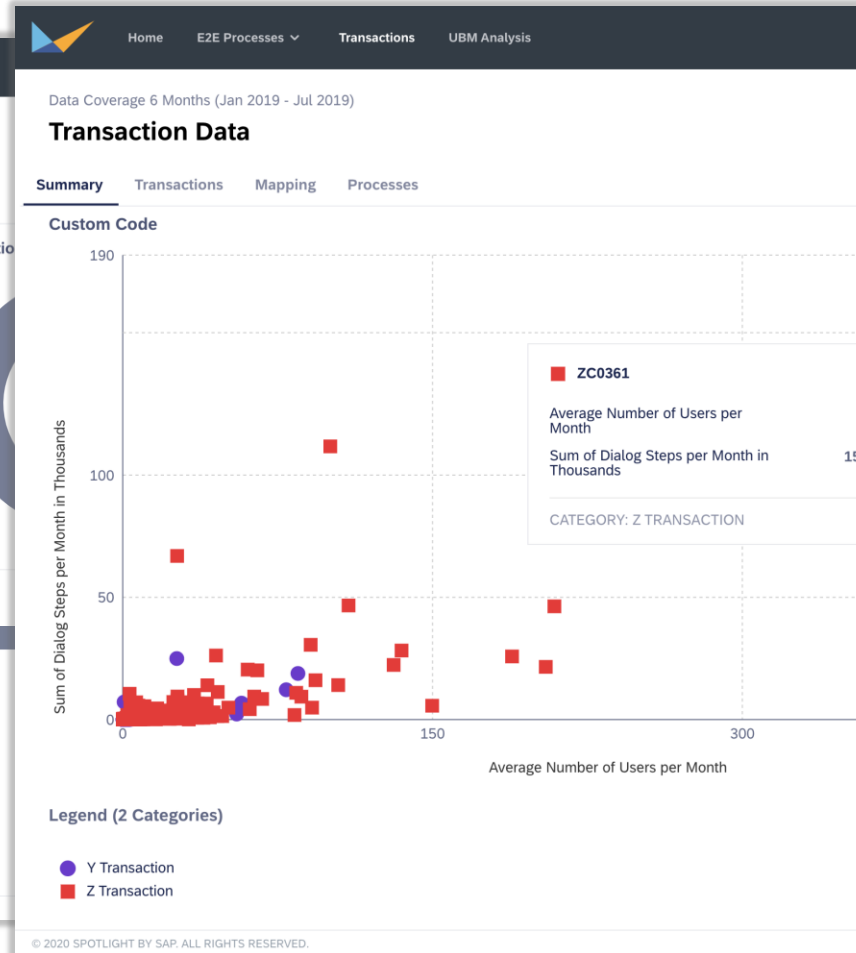 Home E2E Processes Transactions UBM Analysis
Data Coverage 6 Months (Jan 2019 - Jul 2019)
Transaction Data
Summary Transactions Mapping Processes
Custom Code
190
100
50
0
0 150 300
Sum of Dialog Steps per Month in Thousands
Average Number of Users per Month
ZC0361
Average Number of Users per
Month
Sum of Dialog Steps per Month in
Thousands
CATEGORY: Z TRANSACTION
Legend (2 Categories)
Y Transaction
Z Transaction
© 2020 SPOTLIGHT BY SAP. ALL RIGHTS RESERVED.